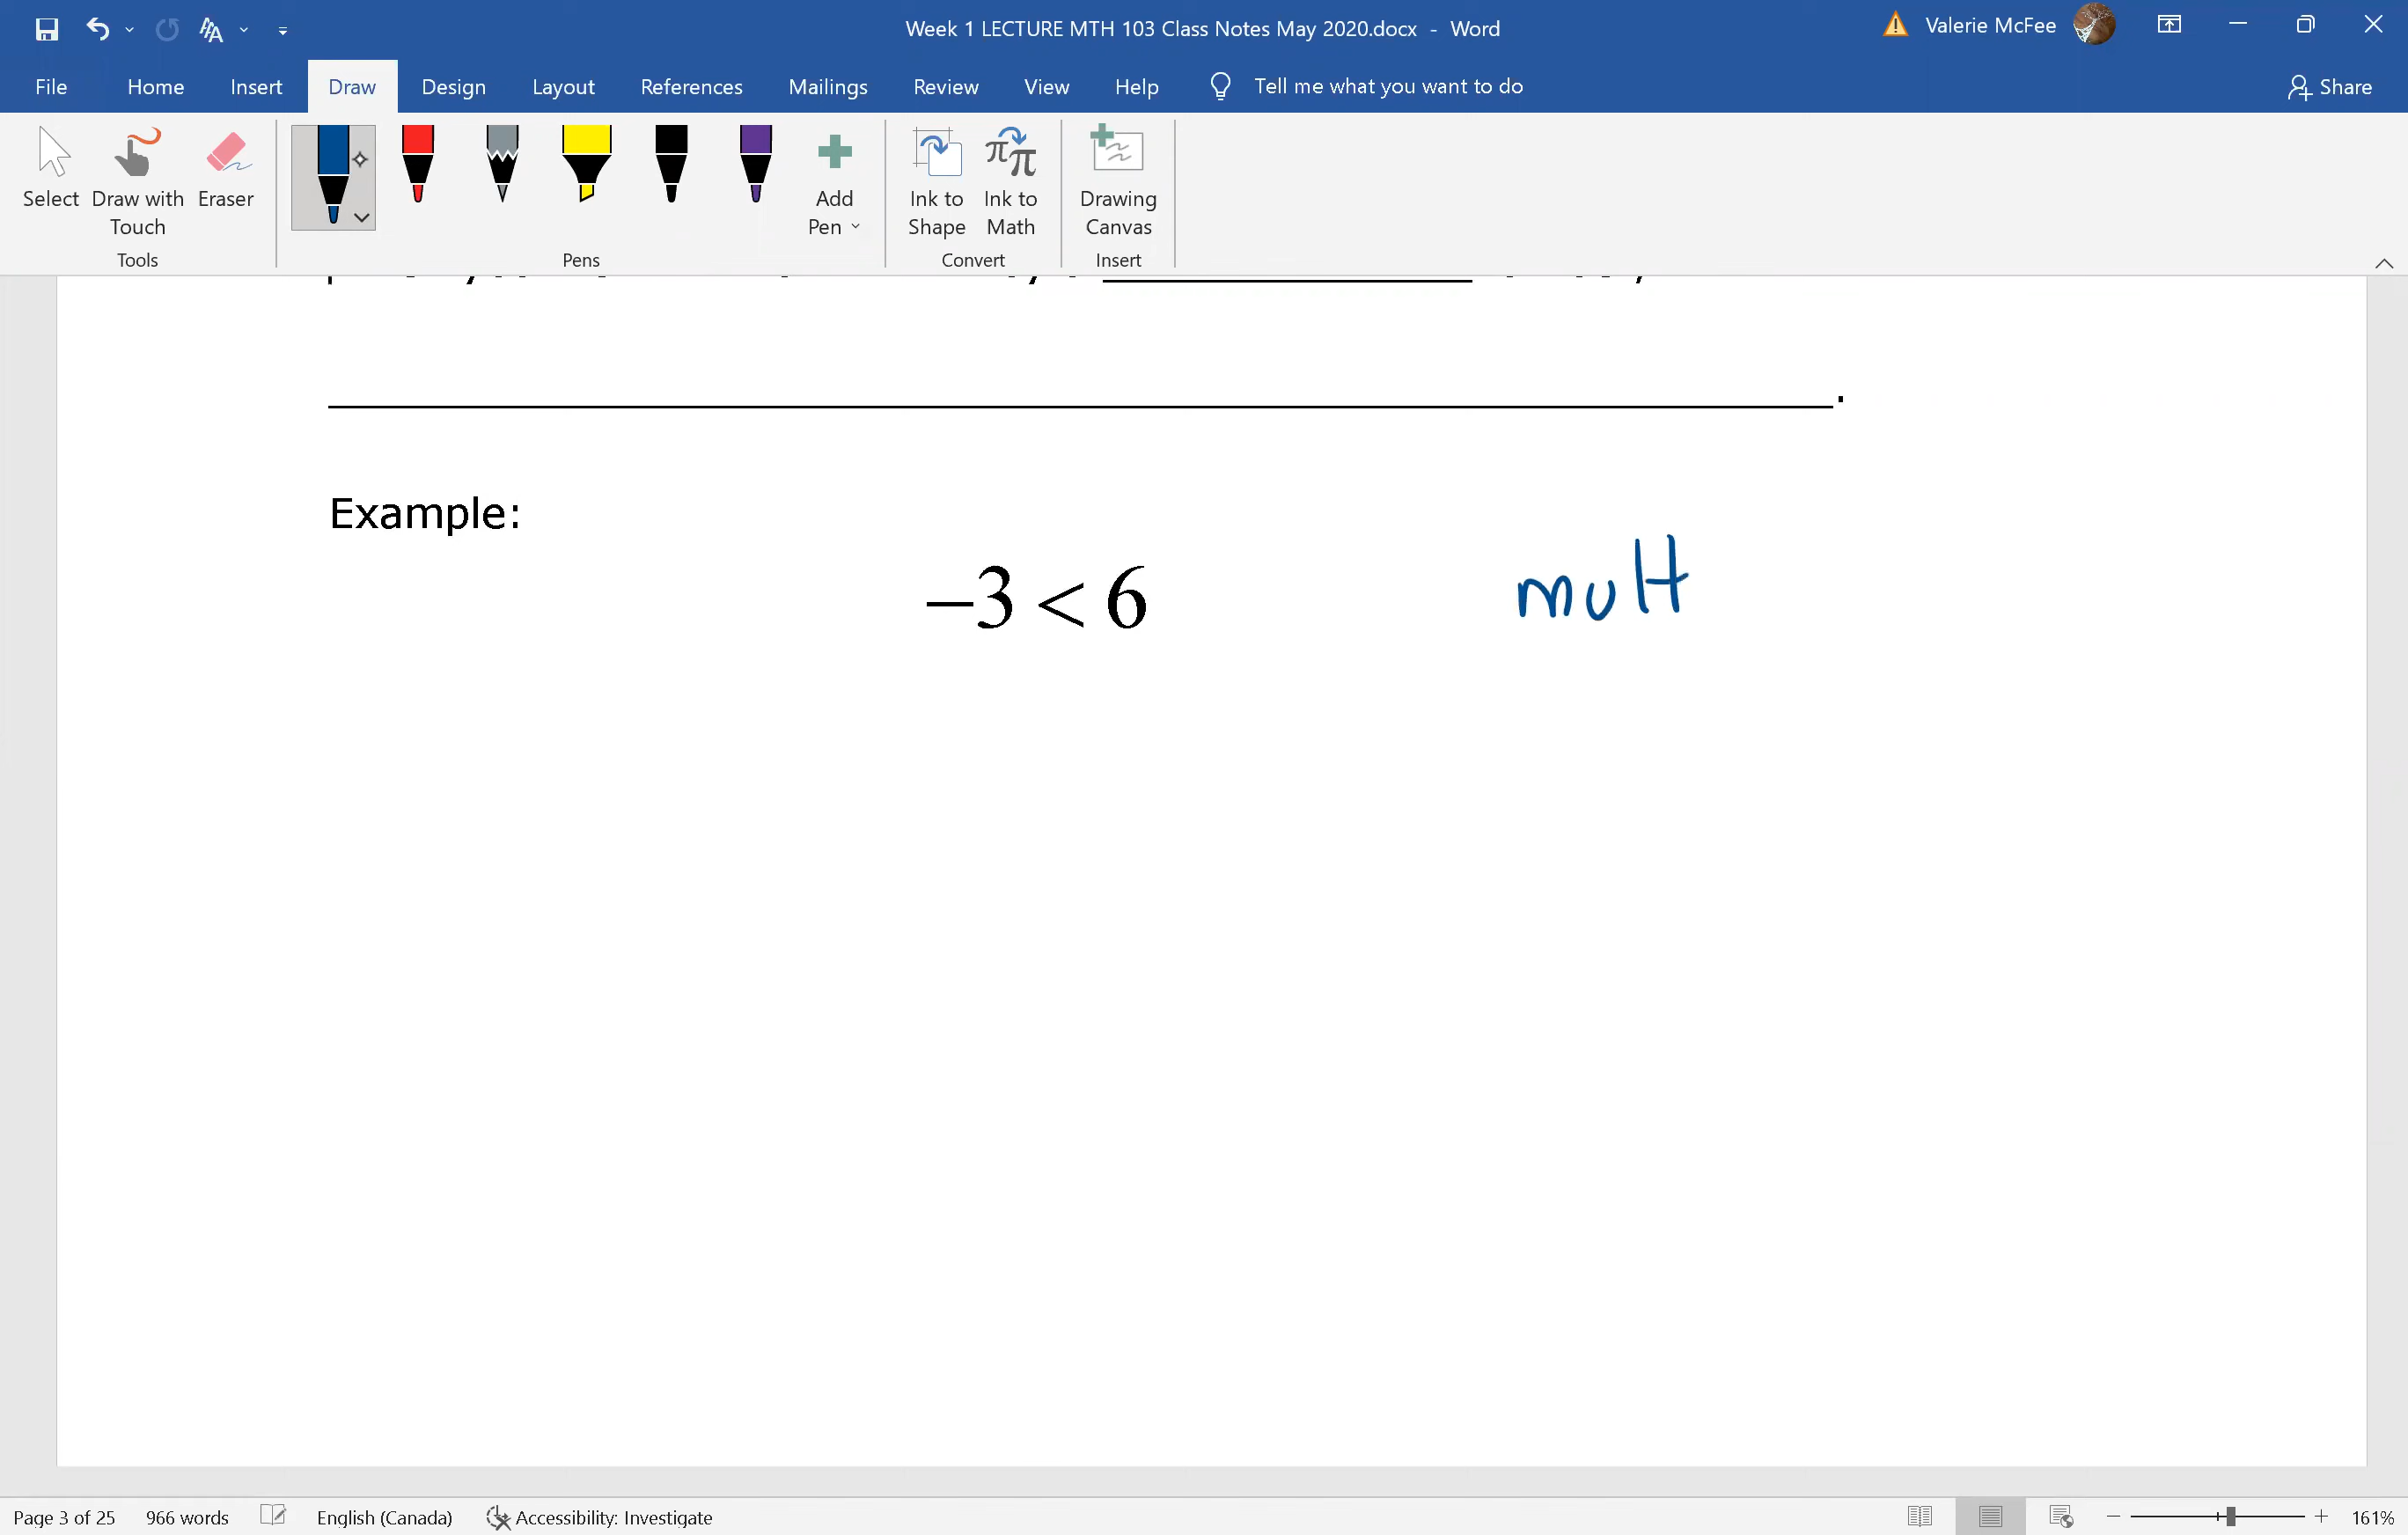 Week 1 LECTURE MTH 103 Class Notes May 2020.docx - Word
Valerie McFee
File Home Insert Draw Design Layout References Mailings Review View Help Tell me what you want to do Share
Select Draw with Touch Eraser
Add Pen
Ink to Shape Ink to Math
Drawing Canvas
Tools Pens Convert Insert
Example:
−3 < 6 mult
Page 3 of 25 966 words English (Canada) Accessibility: Investigate 161%